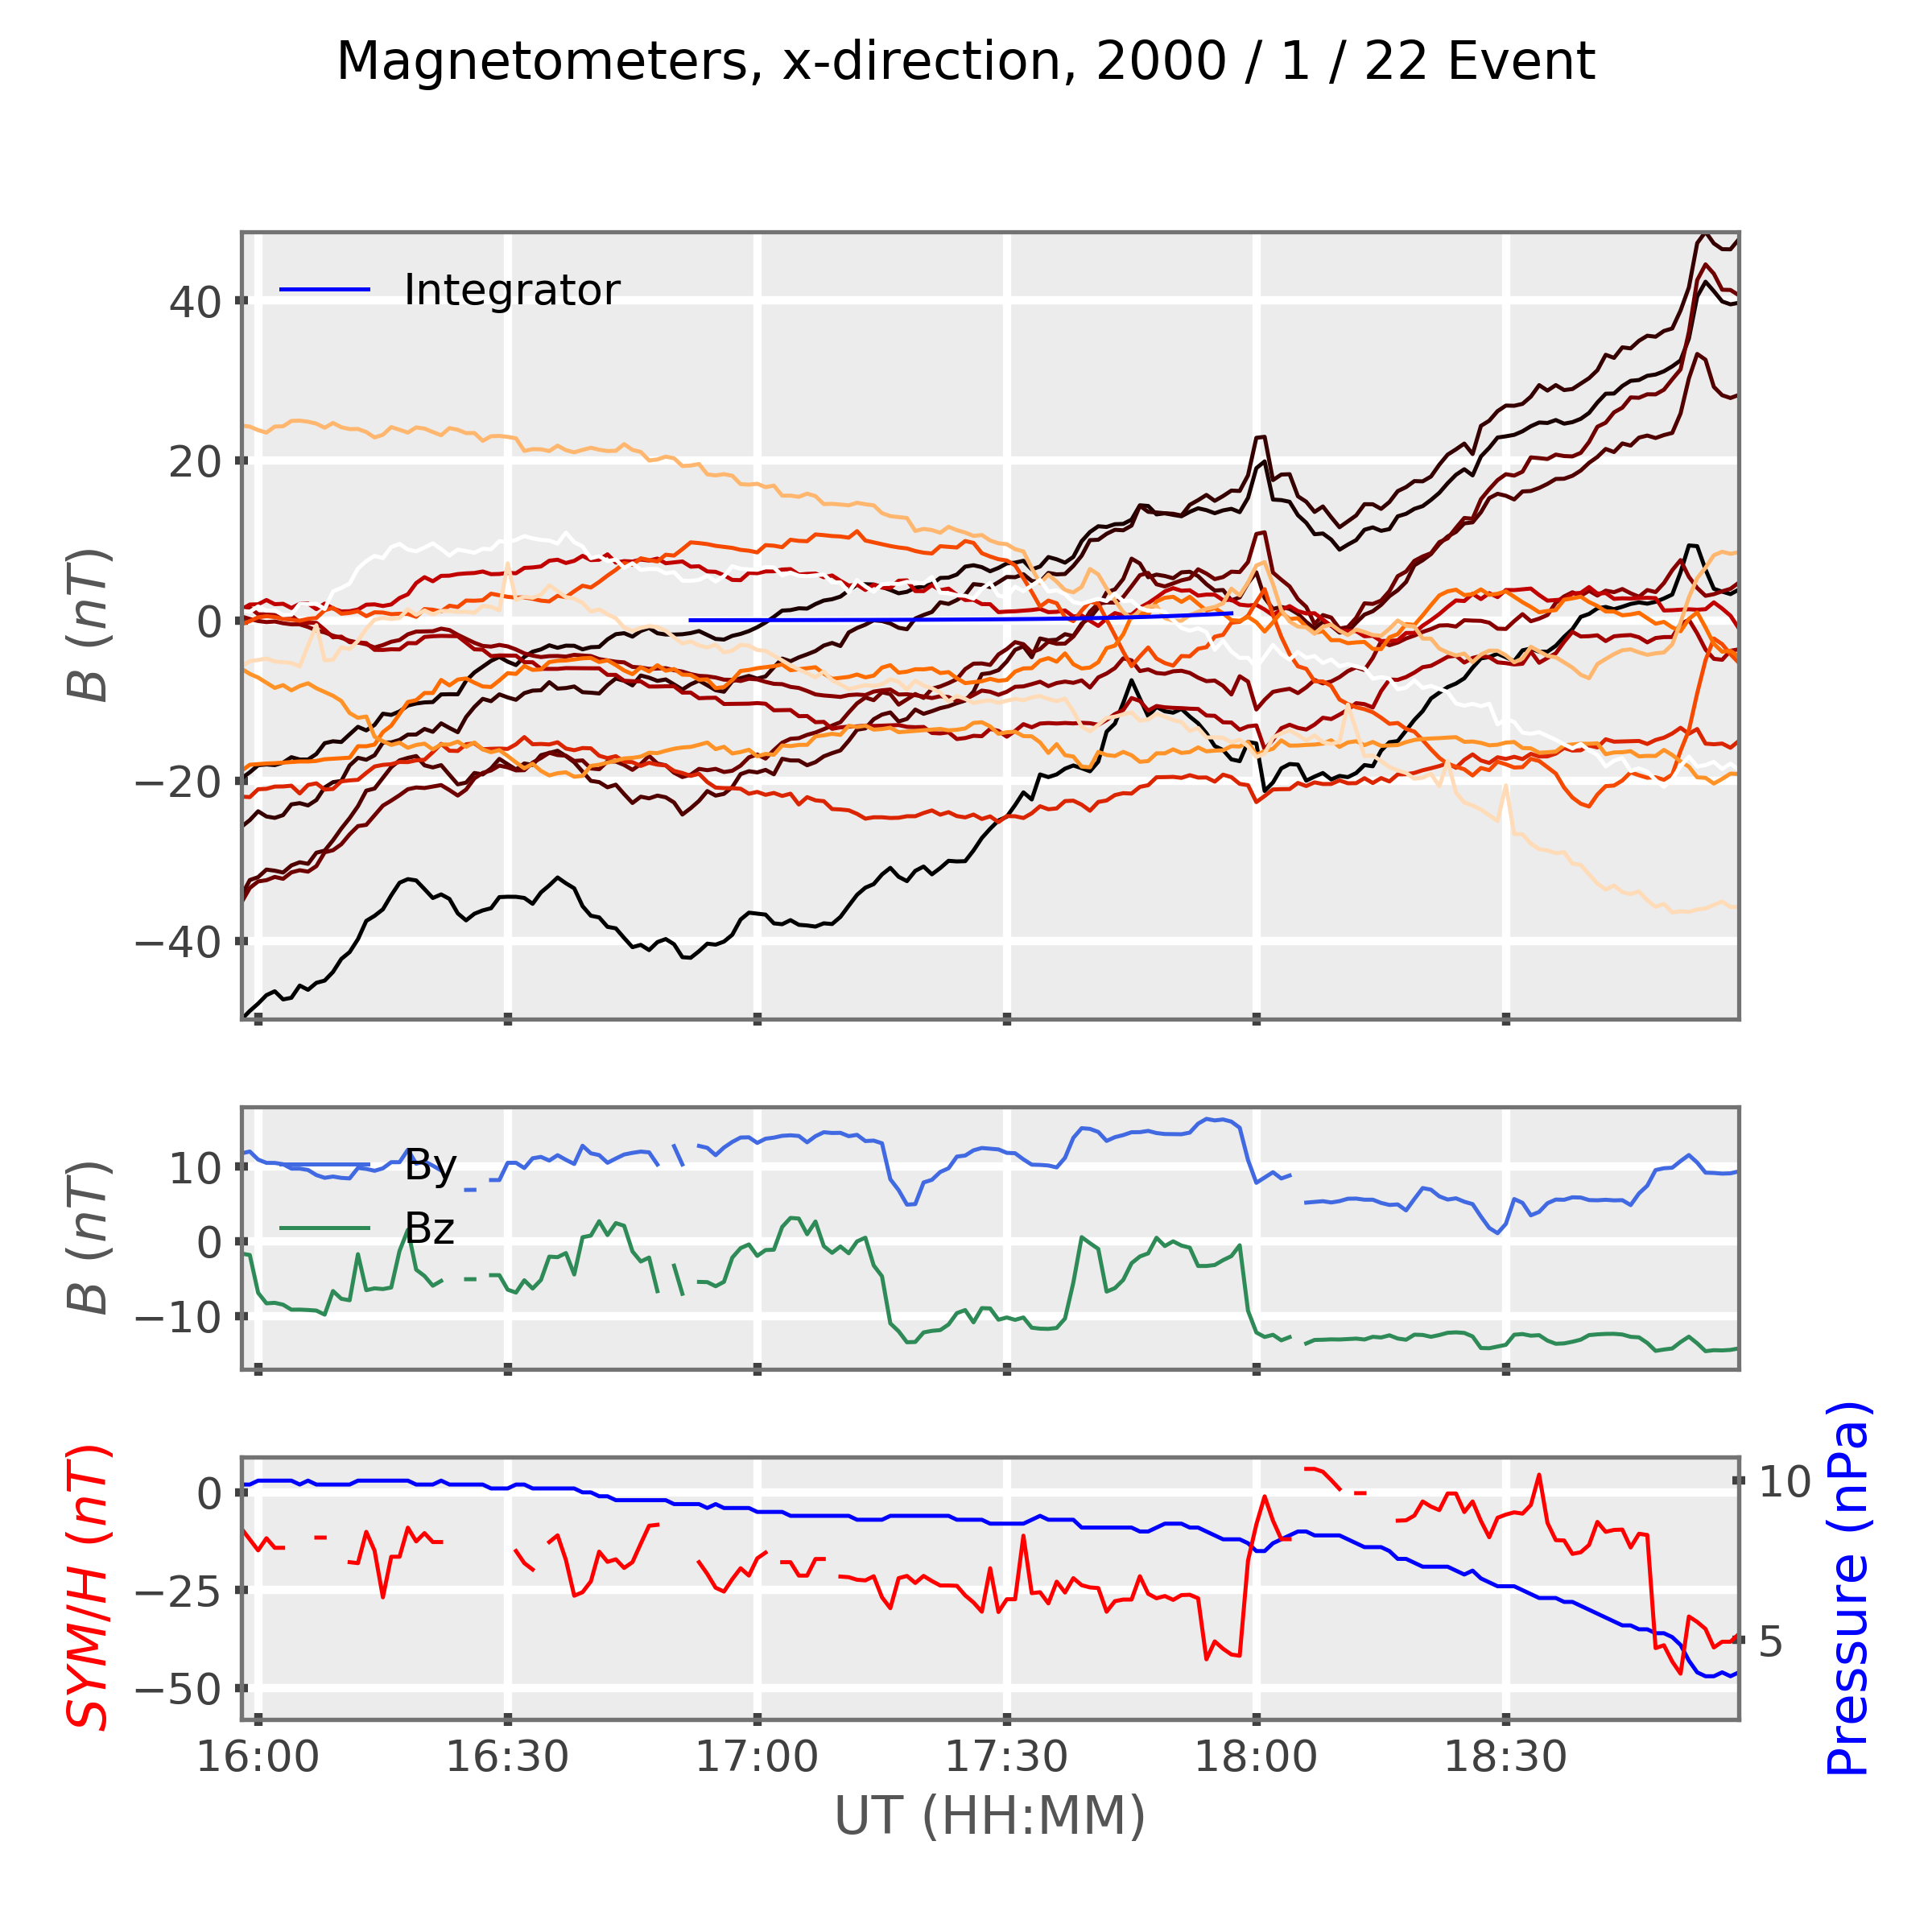 Magnetometers, x-direction, 2000 / 1 / 22 Event
B (nT)
40
20
0
−20
−40
Integrator
B (nT)
10
0
−10
By
Bz
SYM/H (nT)
0
−25
−50
10
5
Pressure (nPa)
16:00 16:30 17:00 17:30 18:00 18:30
UT (HH:MM)